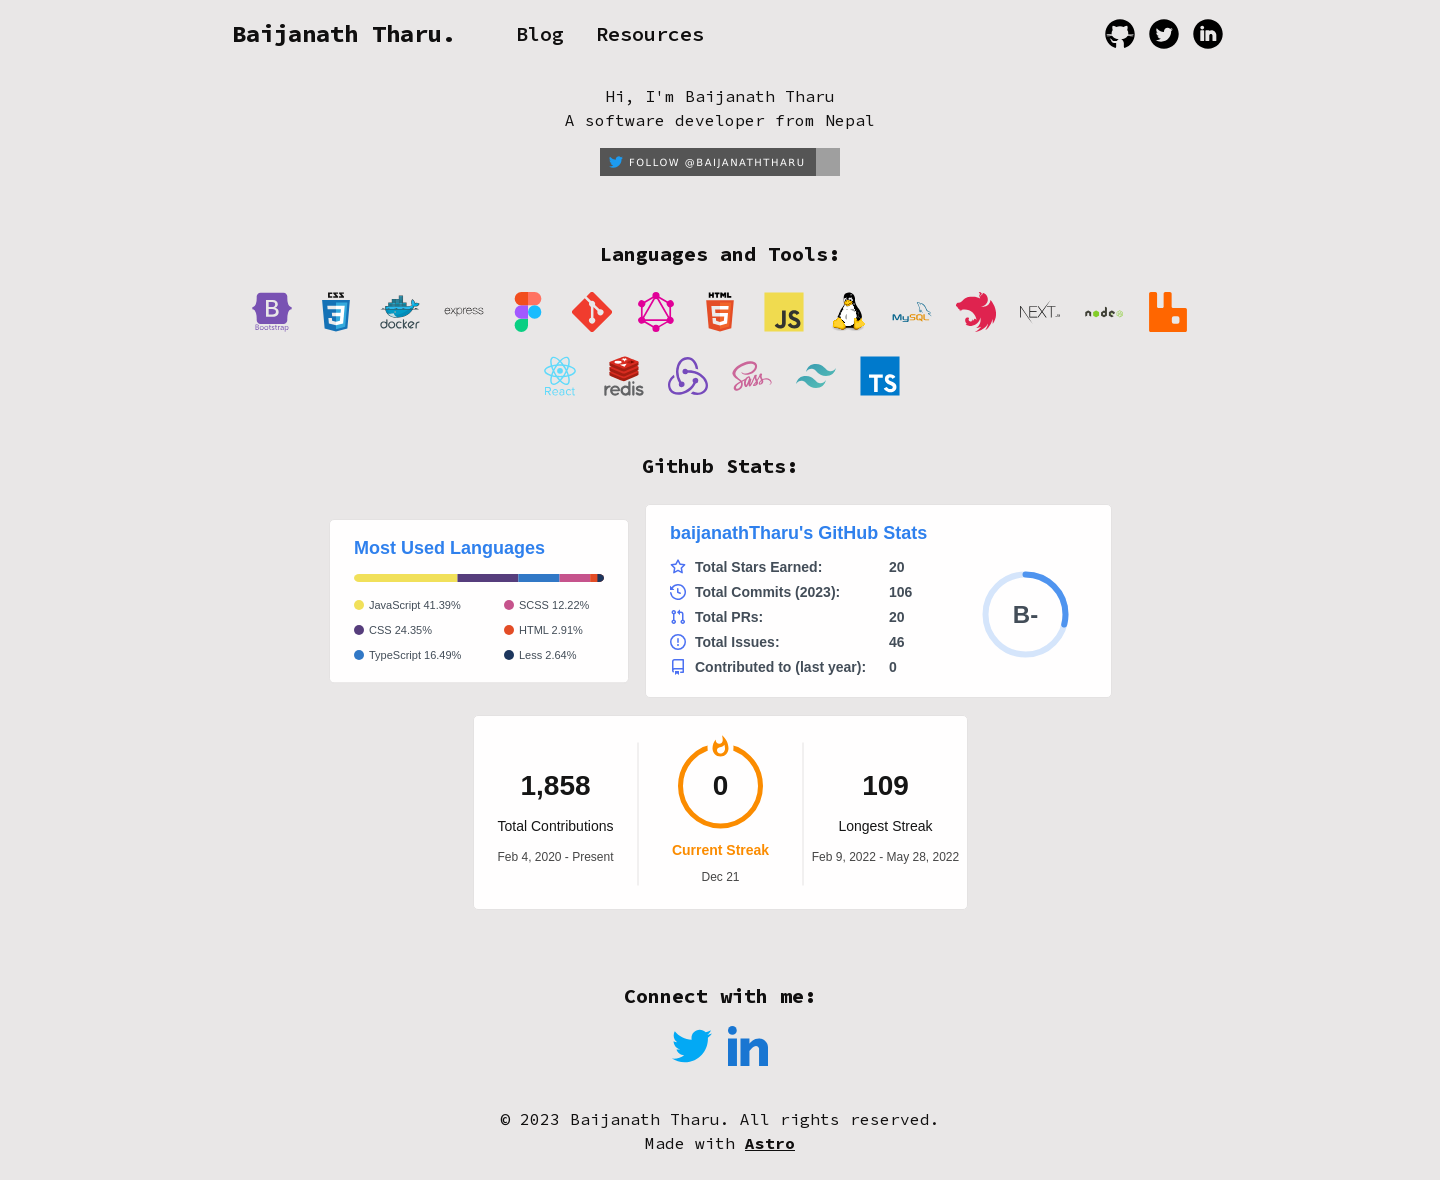 Baijanath Tharu. Blog Resources
Hi, I'm Baijanath Tharu
A software developer from Nepal
FOLLOW @BAIJANATHTHARU
Languages and Tools:
B
Bootstrap
CSS
3
docker
express
HTML
5
JS
MySQL
NEXT.JS
node
React
redis
Sass
TS
Github Stats:
Most Used Languages
JavaScript 41.39%
CSS 24.35%
TypeScript 16.49%
SCSS 12.22%
HTML 2.91%
Less 2.64%
baijanathTharu's GitHub Stats
Total Stars Earned: 20
Total Commits (2023): 106
Total PRs: 20
Total Issues: 46
Contributed to (last year): 0
B-
1,858
Total Contributions
Feb 4, 2020 - Present
0
Current Streak
Dec 21
109
Longest Streak
Feb 9, 2022 - May 28, 2022
Connect with me:
in
© 2023 Baijanath Tharu. All rights reserved.
Made with Astro